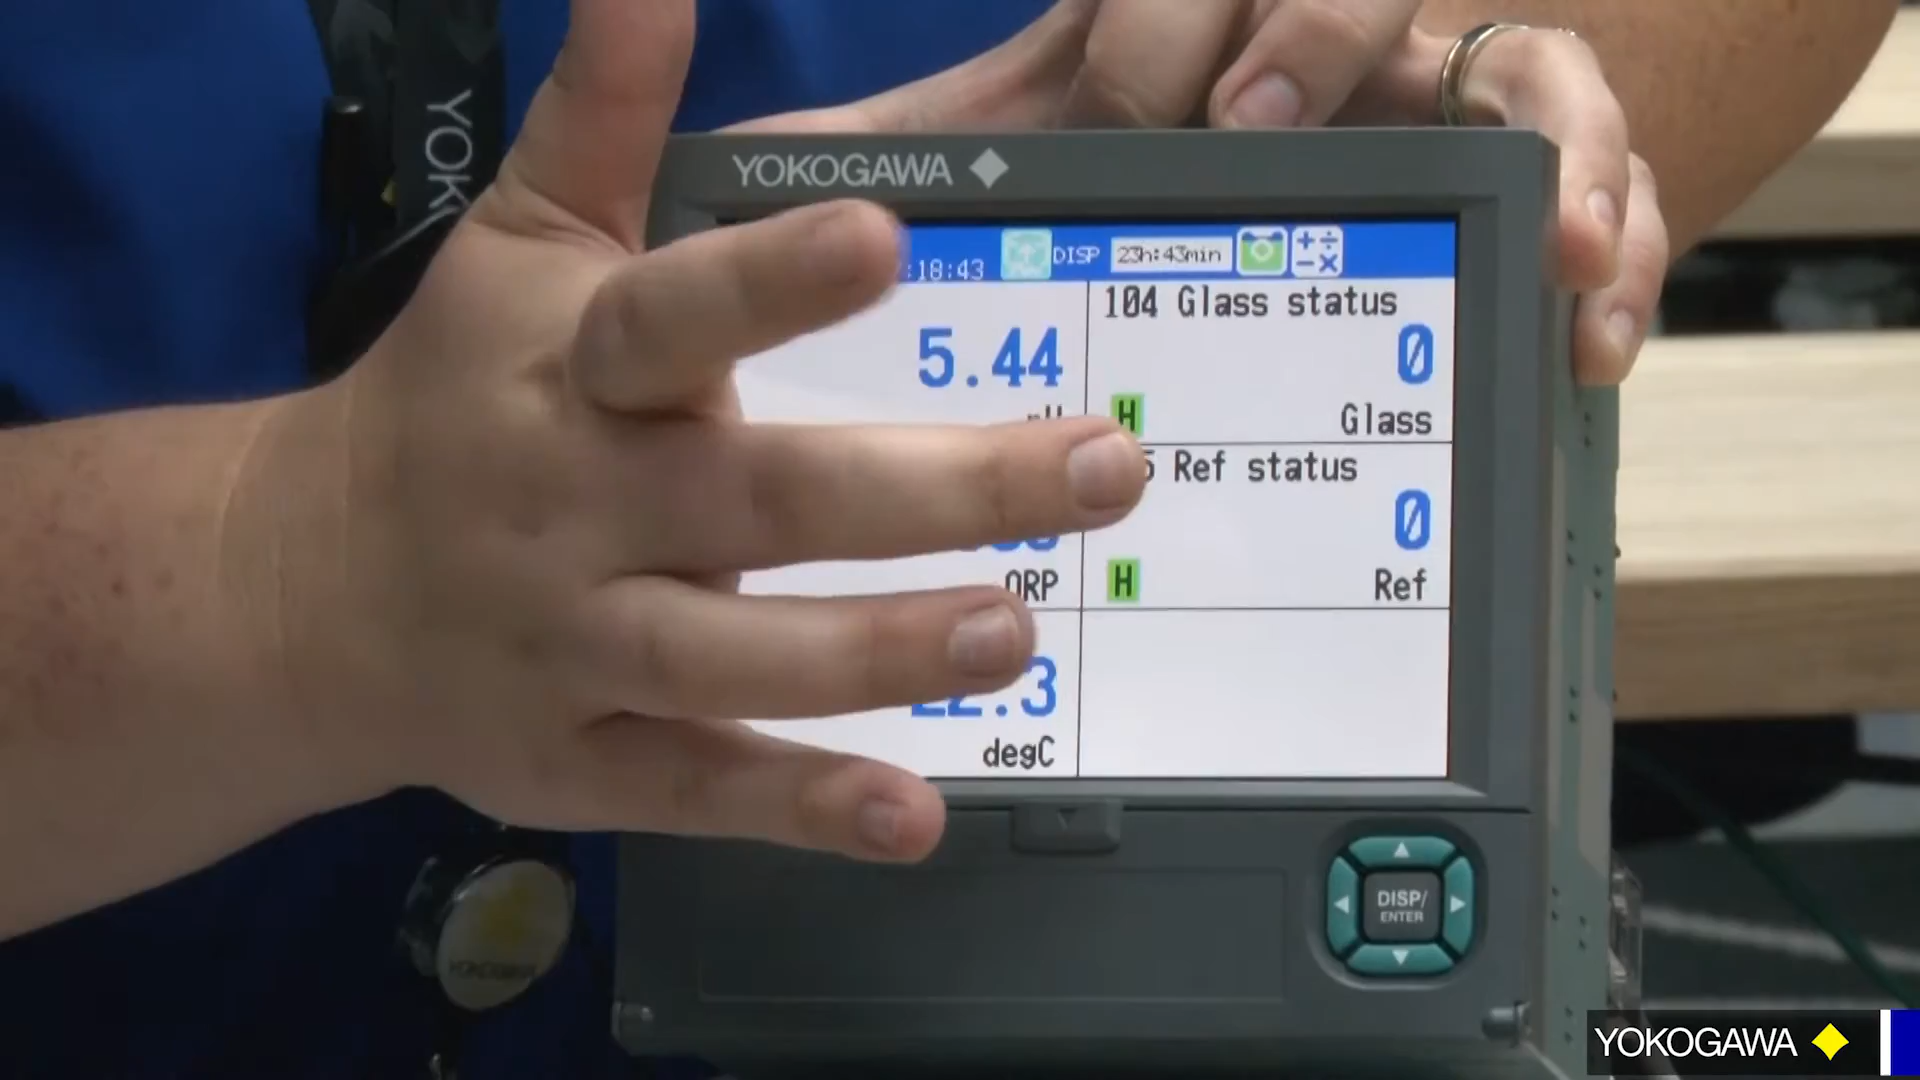 YOKOGAWA
:18:43 DISP 23h:43min
104 Glass status
5.44
0
H
Glass
Ref status
0
ORP
H
Ref
.3
degC
DISP/
ENTER
YOKOGAWA